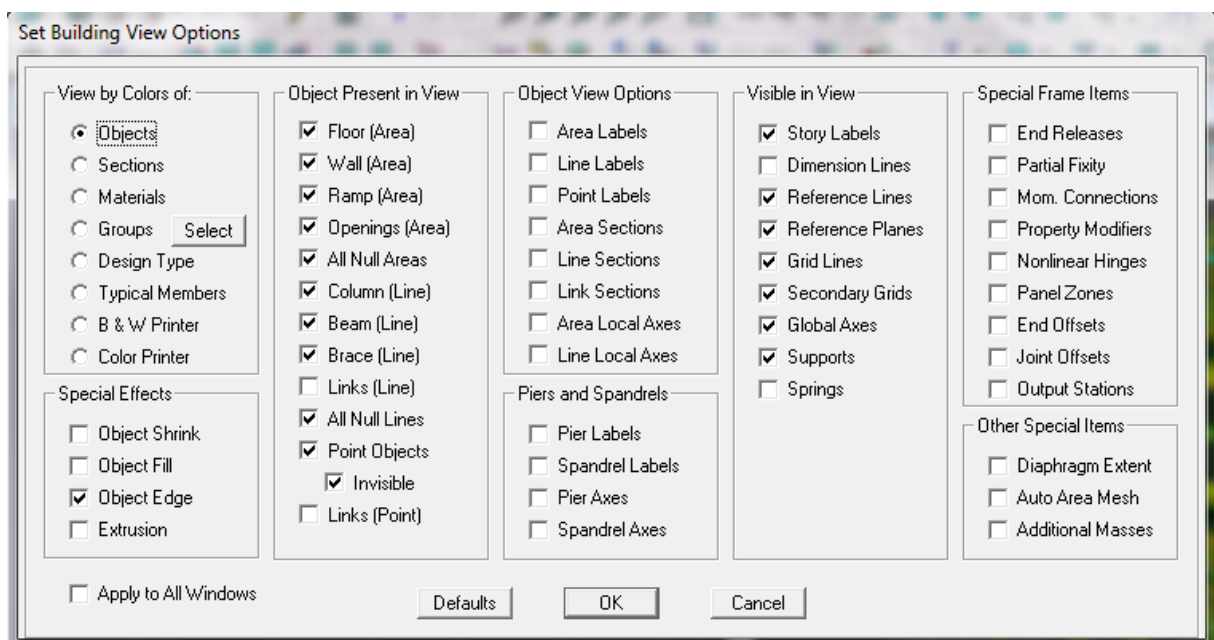 Set Building View Options
View by Colors of:
Objects
Sections
Materials
Groups
Select
Design Type
Typical Members
B & W Printer
Color Printer
Special Effects
Object Shrink
Object Fill
Object Edge
Extrusion
Object Present in View
Floor (Area)
Wall (Area)
Ramp (Area)
Openings (Area)
All Null Areas
Column (Line)
Beam (Line)
Brace (Line)
Links (Line)
All Null Lines
Point Objects
Invisible
Links (Point)
Object View Options
Area Labels
Line Labels
Point Labels
Area Sections
Line Sections
Link Sections
Area Local Axes
Line Local Axes
Piers and Spandrels
Pier Labels
Spandrel Labels
Pier Axes
Spandrel Axes
Visible in View
Story Labels
Dimension Lines
Reference Lines
Reference Planes
Grid Lines
Secondary Grids
Global Axes
Supports
Springs
Special Frame Items
End Releases
Partial Fixity
Mom. Connections
Property Modifiers
Nonlinear Hinges
Panel Zones
End Offsets
Joint Offsets
Output Stations
Other Special Items
Diaphragm Extent
Auto Area Mesh
Additional Masses
Apply to All Windows
Defaults
OK
Cancel